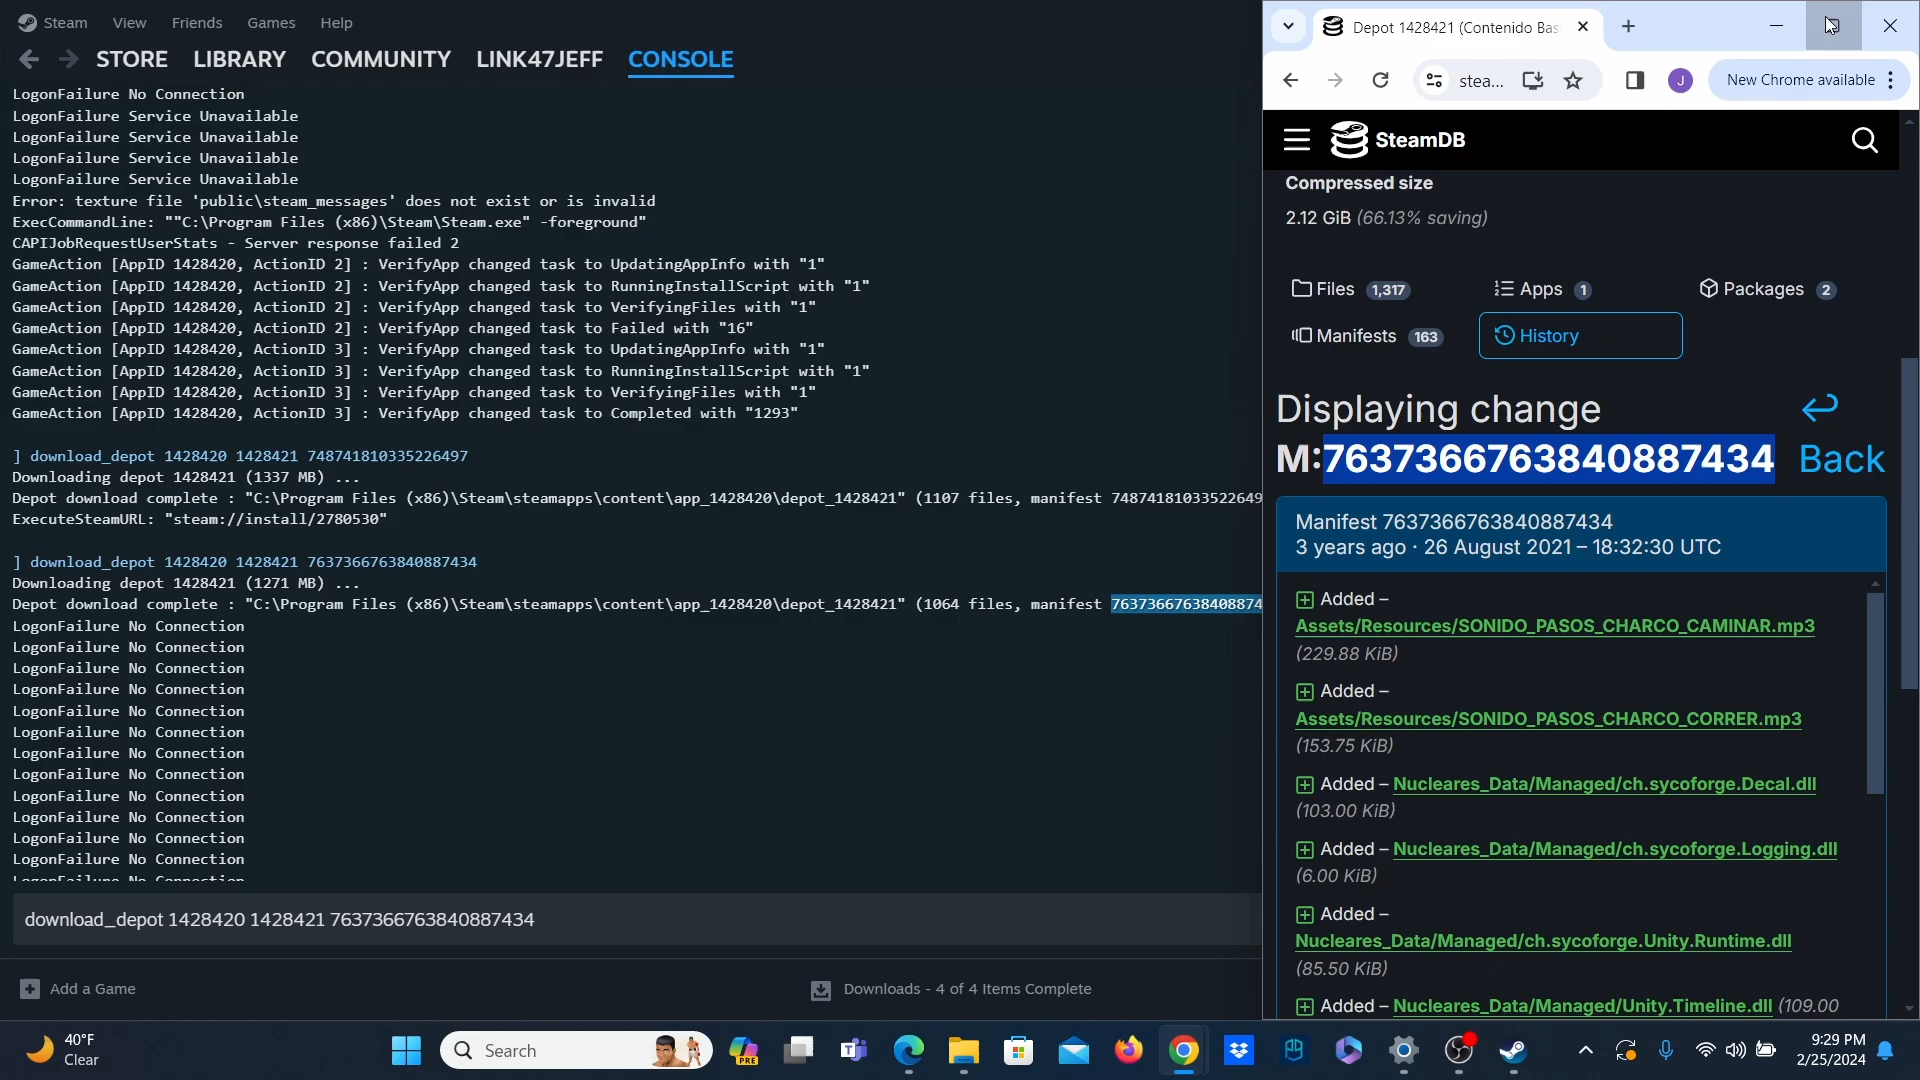 Steam
View
Friends
Games
Help
STORE
LIBRARY
COMMUNITY
LINK47JEFF
CONSOLE
LogonFailure No Connection
LogonFailure Service Unavailable
LogonFailure Service Unavailable
LogonFailure Service Unavailable
LogonFailure Service Unavailable
Error: texture file 'public\steam_messages' does not exist or is invalid
ExecCommandLine: ""C:\Program Files (x86)\Steam\Steam.exe" -foreground"
CAPIJobRequestUserStats - Server response failed 2
GameAction [AppID 1428420, ActionID 2] : VerifyApp changed task to UpdatingAppInfo with "1"
GameAction [AppID 1428420, ActionID 2] : VerifyApp changed task to RunningInstallScript with "1"
GameAction [AppID 1428420, ActionID 2] : VerifyApp changed task to VerifyingFiles with "1"
GameAction [AppID 1428420, ActionID 2] : VerifyApp changed task to Failed with "16"
GameAction [AppID 1428420, ActionID 3] : VerifyApp changed task to UpdatingAppInfo with "1"
GameAction [AppID 1428420, ActionID 3] : VerifyApp changed task to RunningInstallScript with "1"
GameAction [AppID 1428420, ActionID 3] : VerifyApp changed task to VerifyingFiles with "1"
GameAction [AppID 1428420, ActionID 3] : VerifyApp changed task to Completed with "1293"
] download_depot 1428420 1428421 748741810335226497
Downloading depot 1428421 (1337 MB) ...
Depot download complete : "C:\Program Files (x86)\Steam\steamapps\content\app_1428420\depot_1428421" (1107 files, manifest 74874181033522649
ExecuteSteamURL: "steam://install/2780530"
] download_depot 1428420 1428421 7637366763840887434
Downloading depot 1428421 (1271 MB) ...
Depot download complete : "C:\Program Files (x86)\Steam\steamapps\content\app_1428420\depot_1428421" (1064 files, manifest 76373667638408874
LogonFailure No Connection
LogonFailure No Connection
LogonFailure No Connection
LogonFailure No Connection
LogonFailure No Connection
LogonFailure No Connection
LogonFailure No Connection
LogonFailure No Connection
LogonFailure No Connection
LogonFailure No Connection
LogonFailure No Connection
LogonFailure No Connection
LogonFailure No Connection
download_depot 1428420 1428421 7637366763840887434
Add a Game
Downloads - 4 of 4 Items Complete
Depot 1428421 (Contenido Bas
stea...
J
New Chrome available
SteamDB
Compressed size
2.12 GiB (66.13% saving)
Files 1,317
Apps 1
Packages 2
Manifests 163
History
Displaying change
M:7637366763840887434
Back
Manifest 7637366763840887434
3 years ago · 26 August 2021 – 18:32:30 UTC
Added –
Assets/Resources/SONIDO_PASOS_CHARCO_CAMINAR.mp3
(229.88 KiB)
Added –
Assets/Resources/SONIDO_PASOS_CHARCO_CORRER.mp3
(153.75 KiB)
Added – Nucleares_Data/Managed/ch.sycoforge.Decal.dll
(103.00 KiB)
Added – Nucleares_Data/Managed/ch.sycoforge.Logging.dll
(6.00 KiB)
Added –
Nucleares_Data/Managed/ch.sycoforge.Unity.Runtime.dll
(85.50 KiB)
Added – Nucleares_Data/Managed/Unity.Timeline.dll (109.00
40°F
Clear
Search
PRE
9:29 PM
2/25/2024